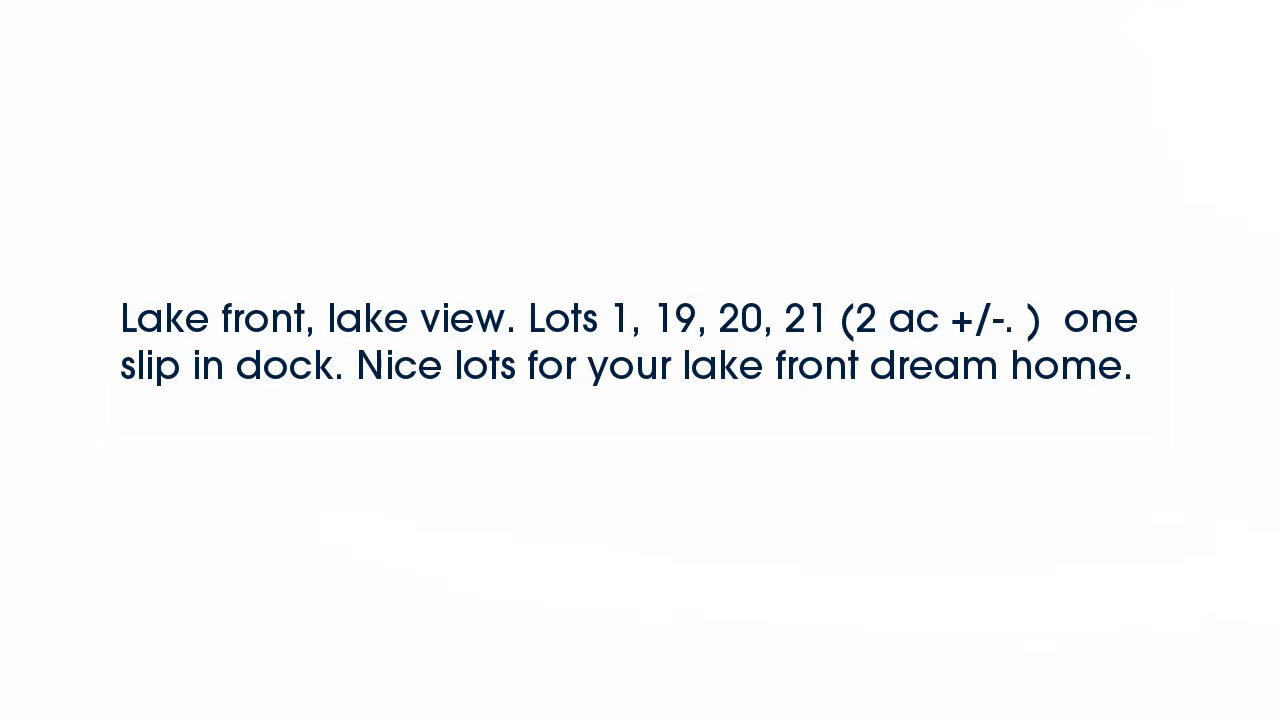 Lake front, lake view. Lots 1, 19, 20, 21 (2 ac +/-. )  one
slip in dock. Nice lots for your lake front dream home.